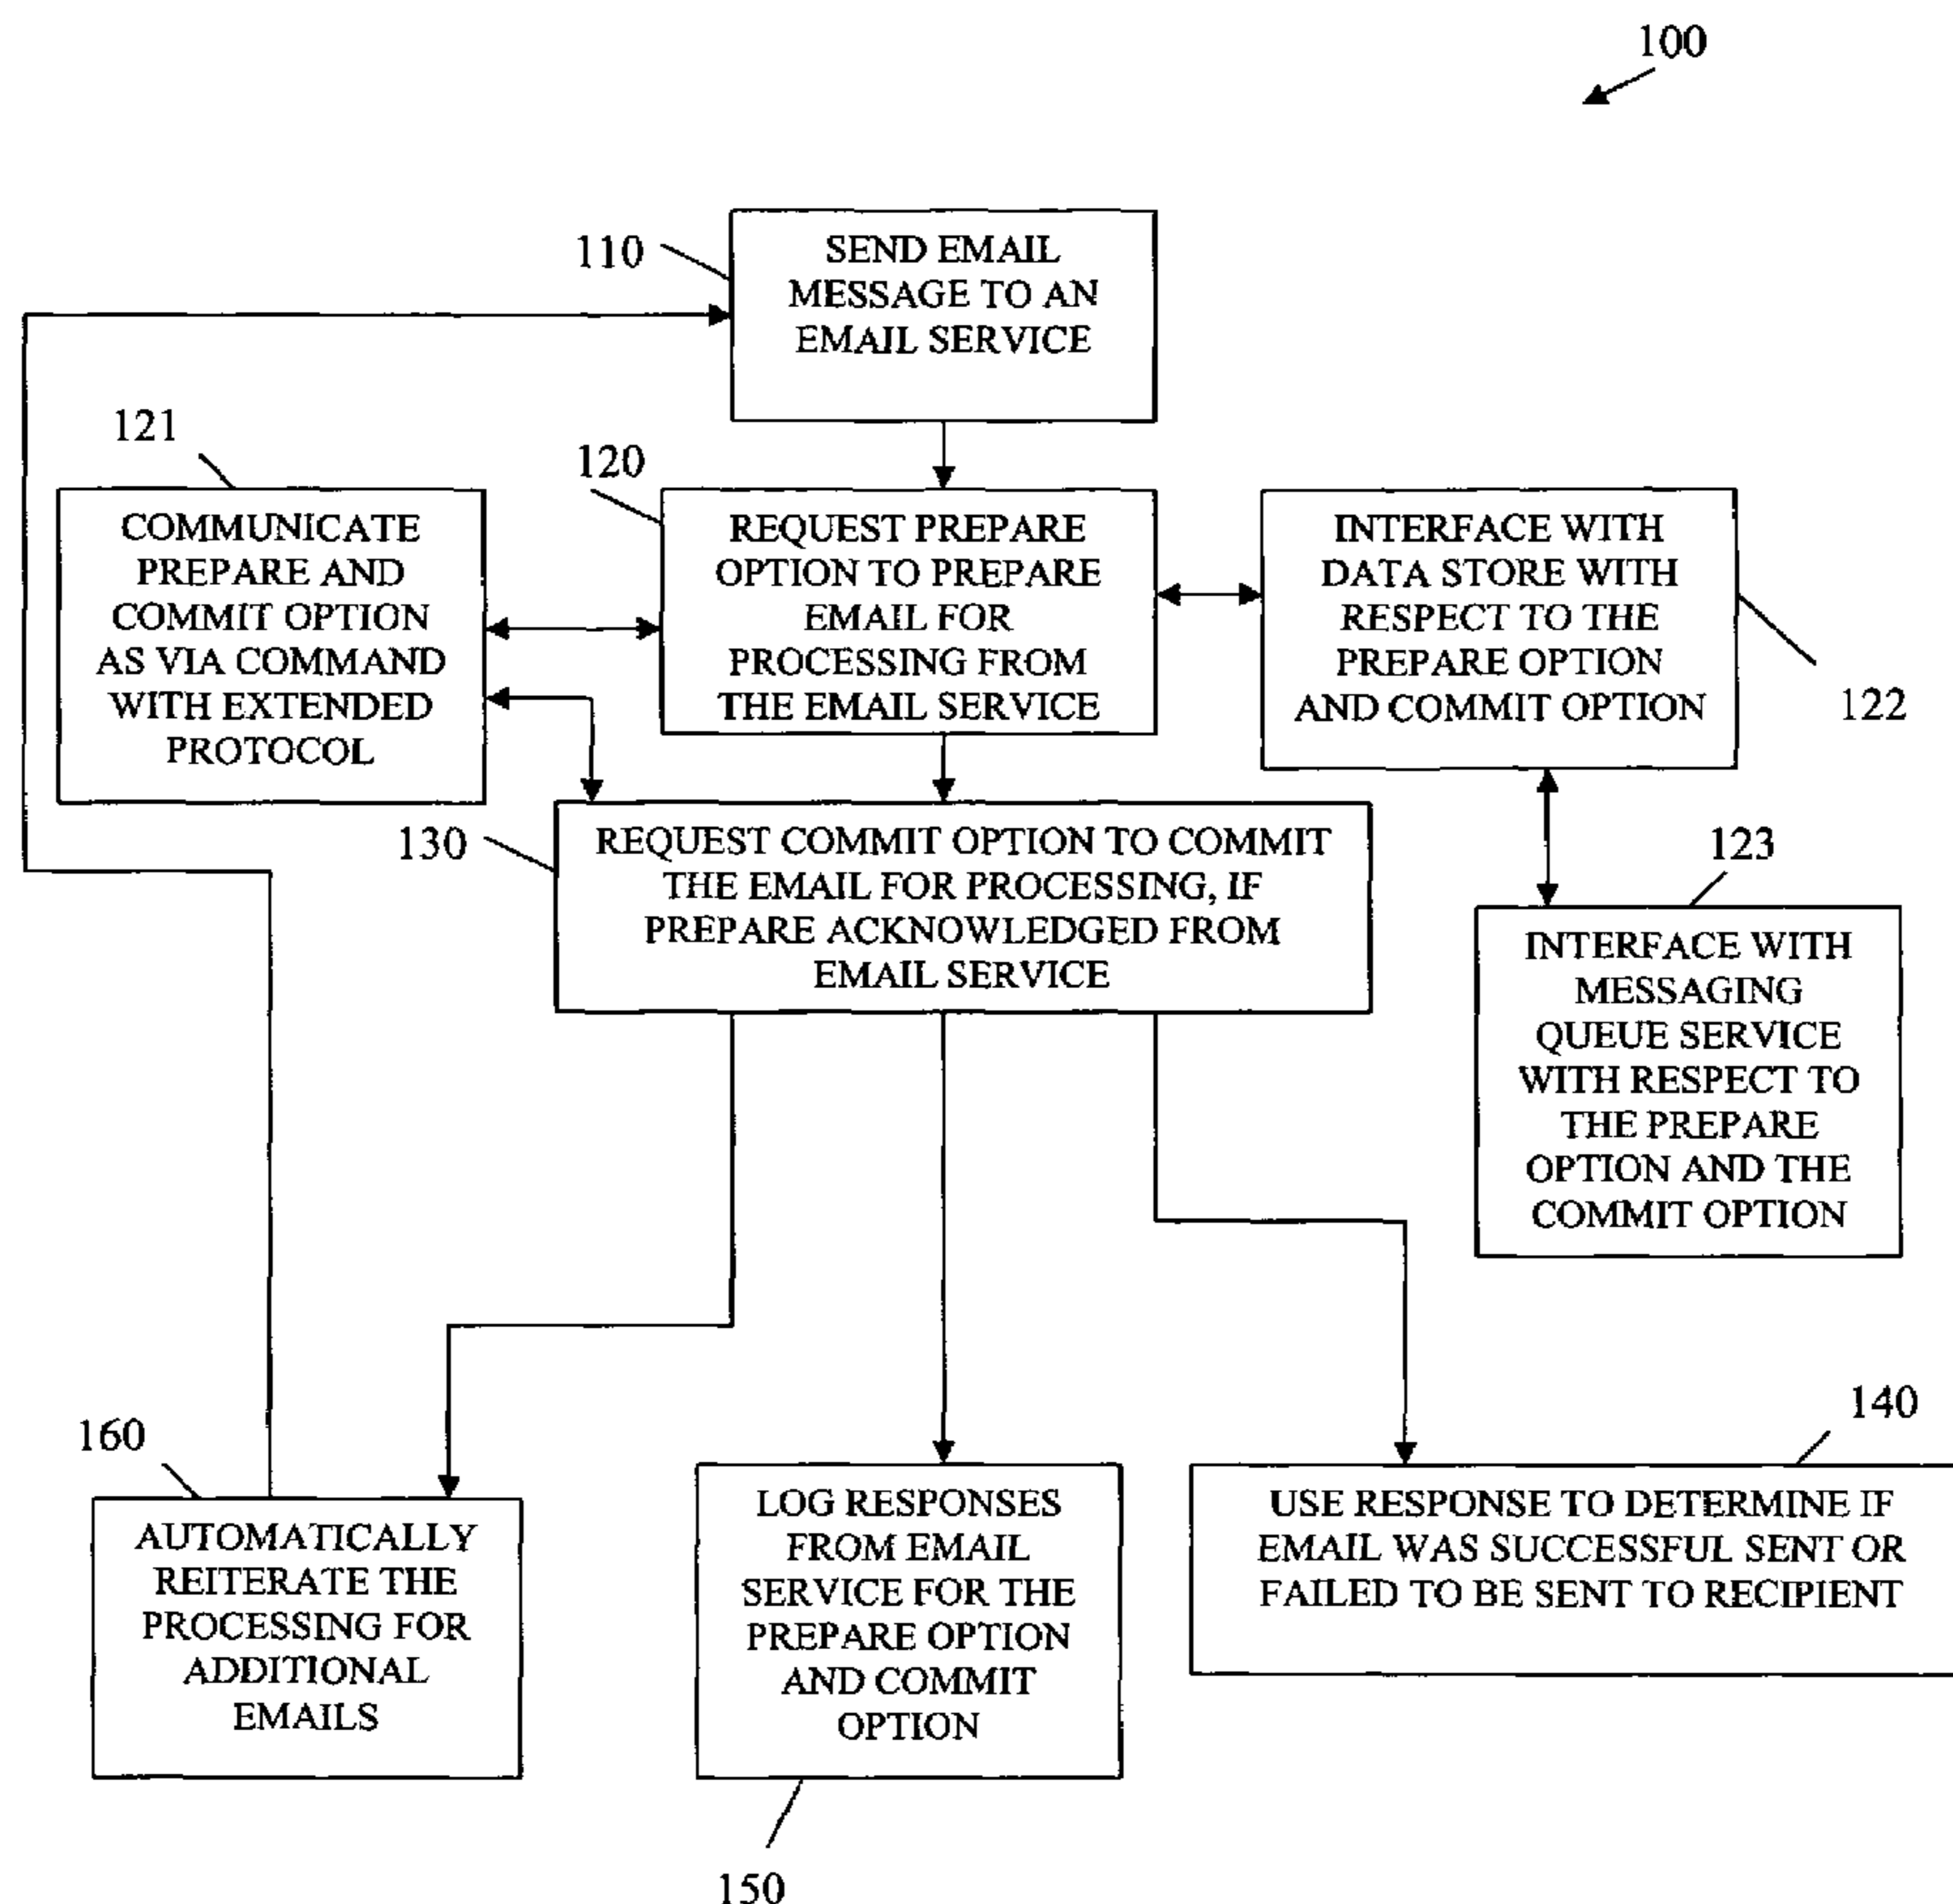 100
110
SEND EMAIL
MESSAGE TO AN
EMAIL SERVICE
121
COMMUNICATE
PREPARE AND
COMMIT OPTION
AS VIA COMMAND
WITH EXTENDED
PROTOCOL
120
REQUEST PREPARE
OPTION TO PREPARE
EMAIL FOR
PROCESSING FROM
THE EMAIL SERVICE
INTERFACE WITH
DATA STORE WITH
RESPECT TO THE
PREPARE OPTION
AND COMMIT OPTION
122
130
REQUEST COMMIT OPTION TO COMMIT
THE EMAIL FOR PROCESSING, IF
PREPARE ACKNOWLEDGED FROM
EMAIL SERVICE
123
INTERFACE WITH
MESSAGING
QUEUE SERVICE
WITH RESPECT TO
THE PREPARE
OPTION AND THE
COMMIT OPTION
160
AUTOMATICALLY
REITERATE THE
PROCESSING FOR
ADDITIONAL
EMAILS
LOG RESPONSES
FROM EMAIL
SERVICE FOR THE
PREPARE OPTION
AND COMMIT
OPTION
150
140
USE RESPONSE TO DETERMINE IF
EMAIL WAS SUCCESSFUL SENT OR
FAILED TO BE SENT TO RECIPIENT